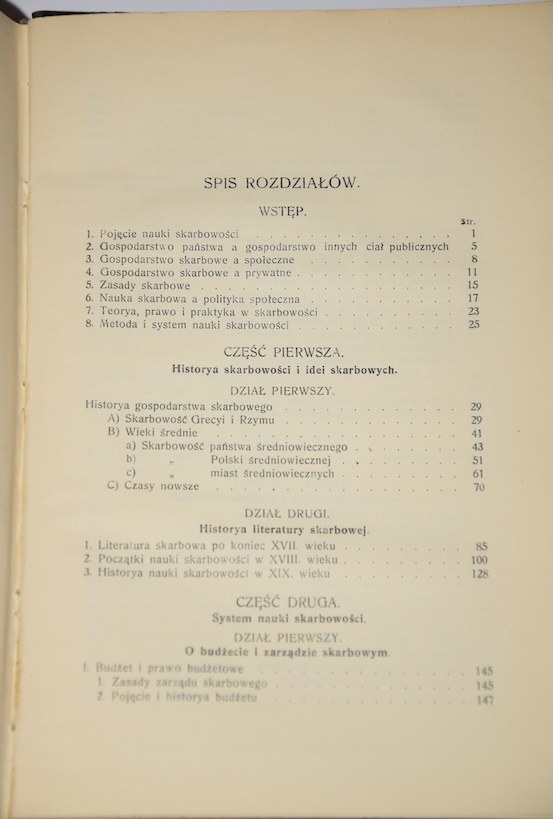 SPIS ROZDZIAŁÓW.
WSTĘP.
Str.
1. Pojęcie nauki skarbowości . . . . . . . . . . . . . . 1
2. Gospodarstwo państwa a gospodarstwo innych ciał publicznych 5
3. Gospodarstwo skarbowe a społeczne . . . . . . . . . . 8
4. Gospodarstwo skarbowe a prywatne . . . . . . . . . . . 11
5. Zasady skarbowe . . . . . . . . . . . . . . . . . 15
6. Nauka skarbowa a polityka społeczna . . . . . . . . . . 17
7. Teorya, prawo i praktyka w skarbowości . . . . . . . . . 23
8. Metoda i system nauki skarbowości . . . . . . . . . . . 25
CZĘŚĆ PIERWSZA.
Historya skarbowości i idei skarbowych.
DZIAŁ PIERWSZY.
Historya gospodarstwa skarbowego . . . . . . . . . . . 29
A) Skarbowość Grecyi i Rzymu . . . . . . . . . . . . 29
B) Wieki średnie . . . . . . . . . . . . . . . . 41
a) Skarbowość państwa średniowiecznego . . . . . . . . 43
b) „ Polski średniowiecznej . . . . . . . . 51
c) „ miast średniowiecznych . . . . . . . . 61
C) Czasy nowsze . . . . . . . . . . . . . . . . 70
DZIAŁ DRUGI.
Historya literatury skarbowej.
1. Literatura skarbowa po koniec XVII. wieku . . . . . . . . 85
2. Początki nauki skarbowości w XVIII. wieku . . . . . . . . 100
3. Historya nauki skarbowości w XIX. wieku . . . . . . . . 128
CZĘŚĆ DRUGA.
System nauki skarbowości.
DZIAŁ PIERWSZY.
O budżecie i zarządzie skarbowym.
I. Budżet i prawo budżetowe . . . . . . . . . . . . . 145
1. Zasady zarządu skarbowego . . . . . . . . . . . . 145
2. Pojęcie i historya budżetu . . . . . . . . . . . . 147